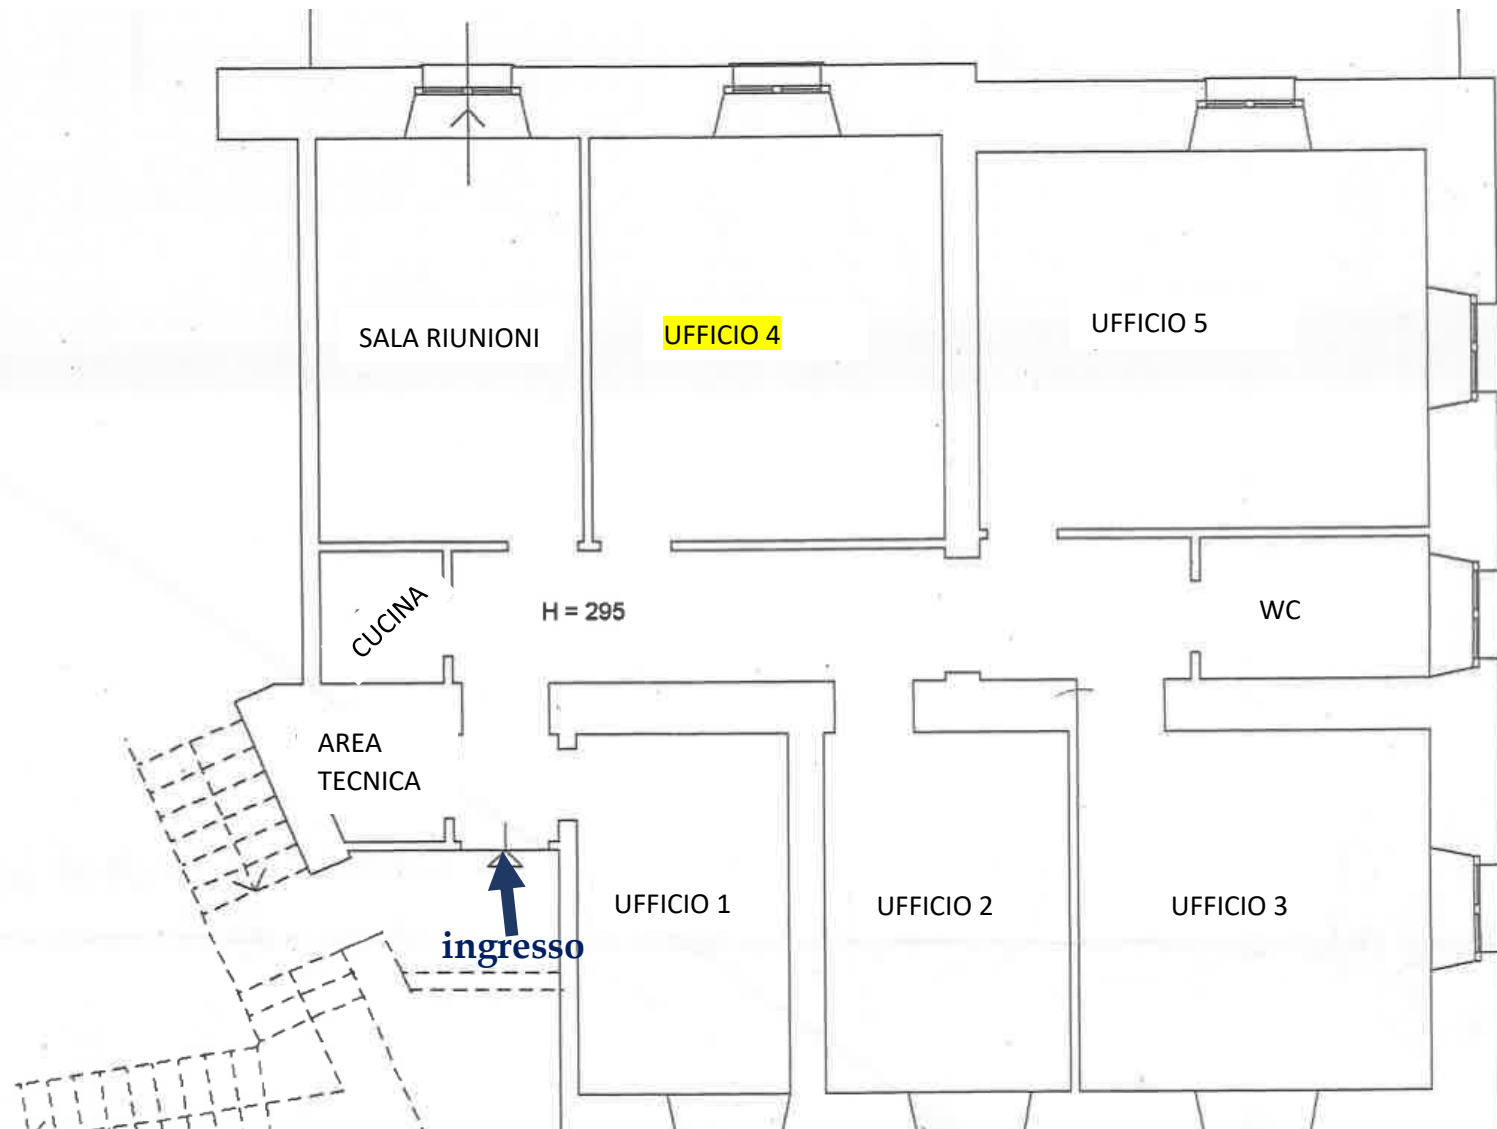 SALA RIUNIONI
UFFICIO 4
UFFICIO 5
CUCINA
H = 295
WC
AREA
TECNICA
UFFICIO 1
UFFICIO 2
UFFICIO 3
ingresso